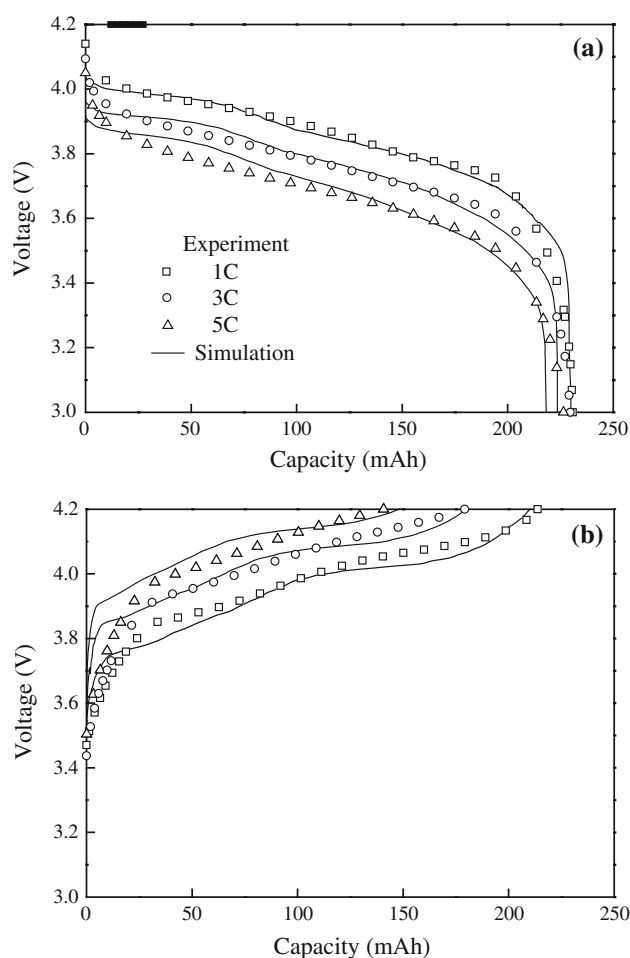 (a)
4.2
4.0
3.8
3.6
3.4
3.2
3.0
Voltage (V)
Experiment
1C
3C
5C
Simulation
0 50 100 150 200 250
Capacity (mAh)
(b)
4.2
4.0
3.8
3.6
3.4
3.2
3.0
Voltage (V)
0 50 100 150 200 250
Capacity (mAh)